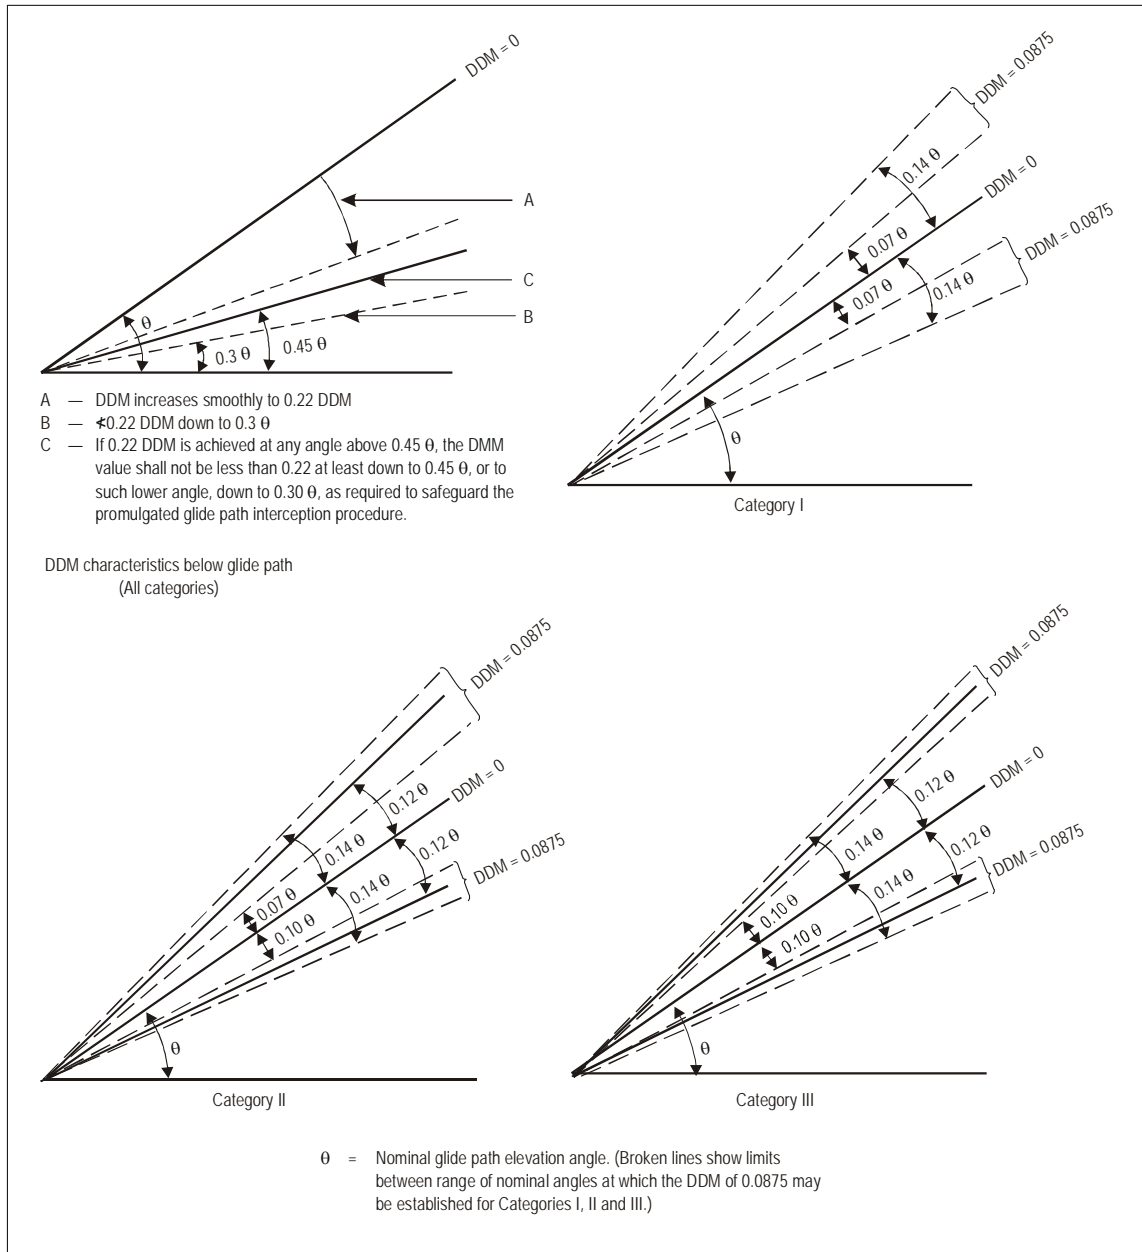 DDM = 0
A
C
B
θ
0.3 θ
0.45 θ
A — DDM increases smoothly to 0.22 DDM
B — ≮0.22 DDM down to 0.3 θ
C — If 0.22 DDM is achieved at any angle above 0.45 θ, the DMM
value shall not be less than 0.22 at least down to 0.45 θ, or to
such lower angle, down to 0.30 θ, as required to safeguard the
promulgated glide path interception procedure.
DDM characteristics below glide path
(All categories)
DDM = 0.0875
0.14 θ
DDM = 0
DDM = 0.0875
0.07 θ
0.07 θ
0.14 θ
θ
Category I
DDM = 0.0875
DDM = 0
0.12 θ
0.12 θ
DDM = 0.0875
0.14 θ
0.14 θ
0.07 θ
0.10 θ
θ
Category II
DDM = 0.0875
DDM = 0
0.12 θ
0.12 θ
DDM = 0.0875
0.14 θ
0.14 θ
0.10 θ
0.10 θ
θ
Category III
θ = Nominal glide path elevation angle. (Broken lines show limits
between range of nominal angles at which the DDM of 0.0875 may
be established for Categories I, II and III.)